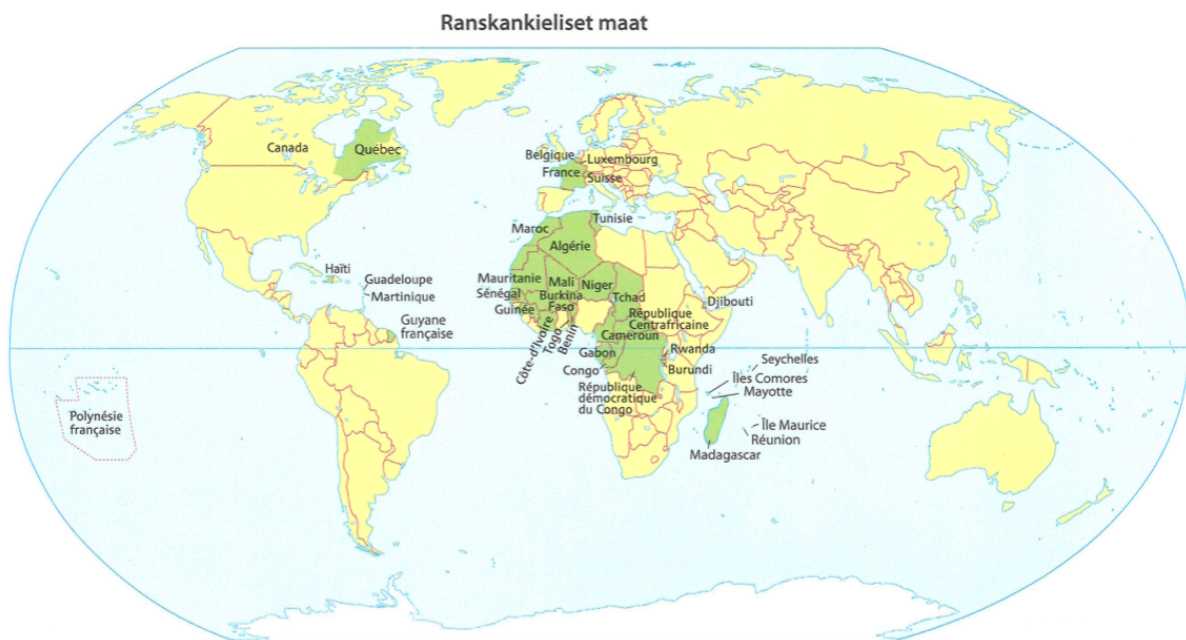 Ranskankieliset maat
Canada
Québec
Belgique
Luxembourg
France
Suisse
Tunisie
Maroc
Algérie
Haïti
Guadeloupe
Martinique
Guyane
française
Mauritanie
Mali
Niger
Sénégal
Burkina
Faso
Tchad
Djibouti
Guinée
République
Centrafricaine
Côte-d'Ivoire
Togo
Benin
Cameroun
Gabon
Rwanda
Congo
Burundi
Seychelles
République
démocratique
du Congo
Îles Comores
Mayotte
Polynésie
française
Île Maurice
Réunion
Madagascar